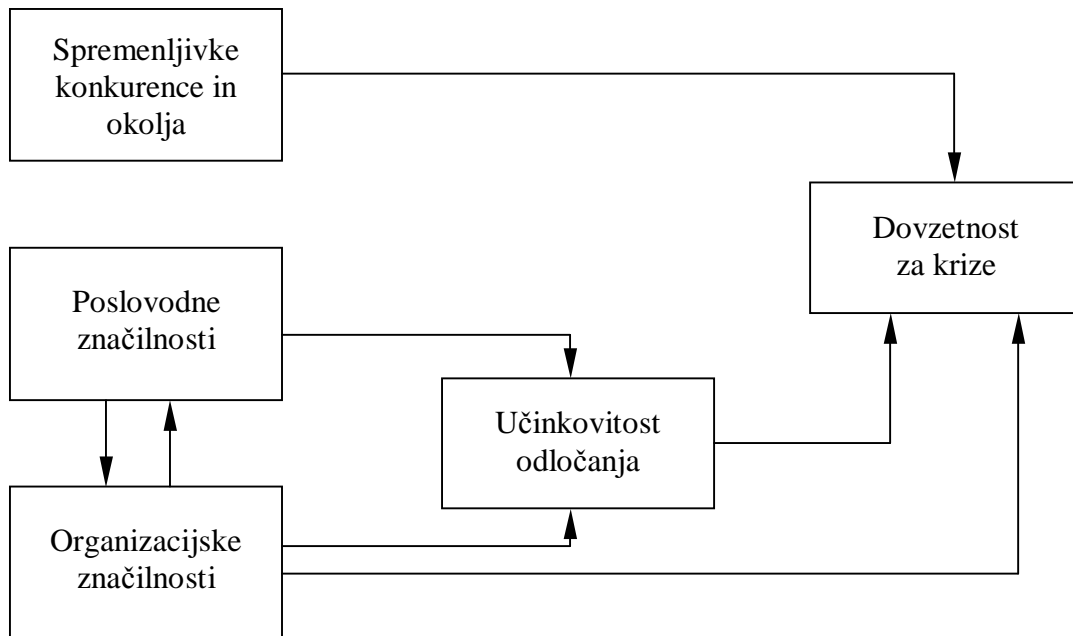 Spremenljivke
konkurence in
okolja
Dovzetnost
za krize
Poslovodne
značilnosti
Učinkovitost
odločanja
Organizacijske
značilnosti